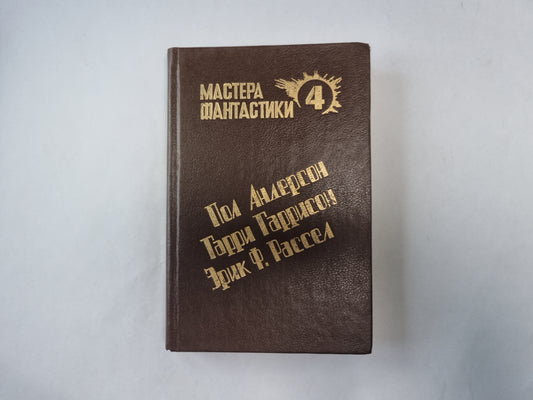 МАСТЕРА
ФАНТАСТИКИ 4
Пол Андерсон
Гарри Гаррисон
Эрик Ф. Рассел